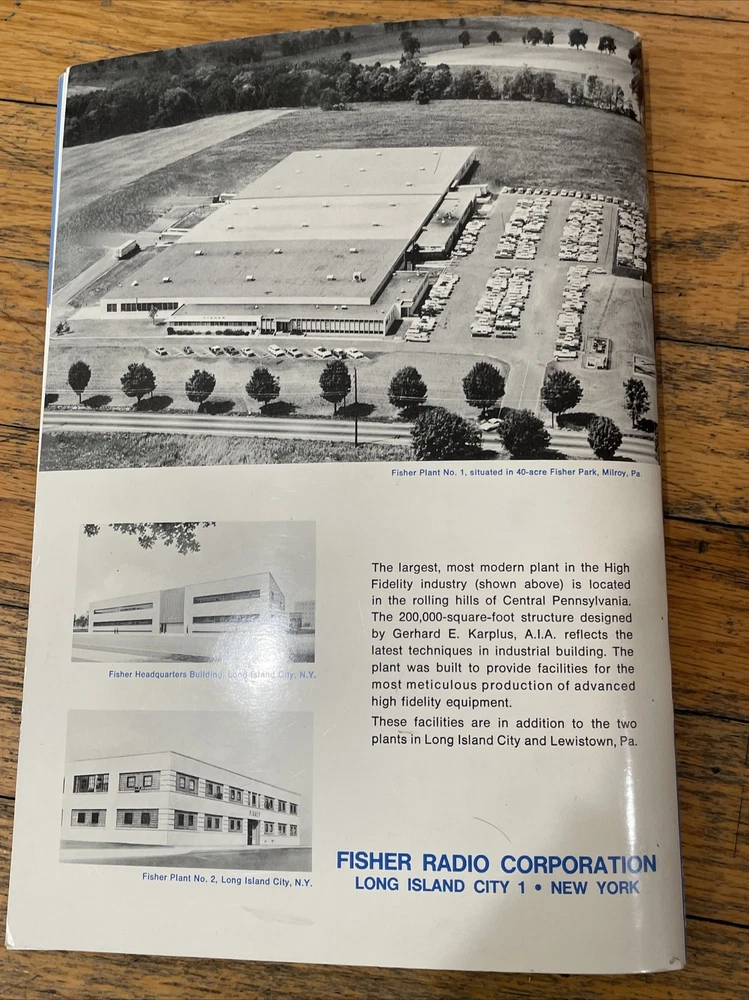 Fisher Plant No. 1, situated in 40-acre Fisher Park, Milroy, Pa
Fisher Headquarters Building, Long Island City, N.Y.
The largest, most modern plant in the High
Fidelity industry (shown above) is located
in the rolling hills of Central Pennsylvania.
The 200,000-square-foot structure designed
by Gerhard E. Karplus, A.I.A. reflects the
latest techniques in industrial building. The
plant was built to provide facilities for the
most meticulous production of advanced
high fidelity equipment.
These facilities are in addition to the two
plants in Long Island City and Lewistown, Pa.
FISHER
Fisher Plant No. 2, Long Island City, N.Y.
FISHER RADIO CORPORATION
LONG ISLAND CITY 1 • NEW YORK